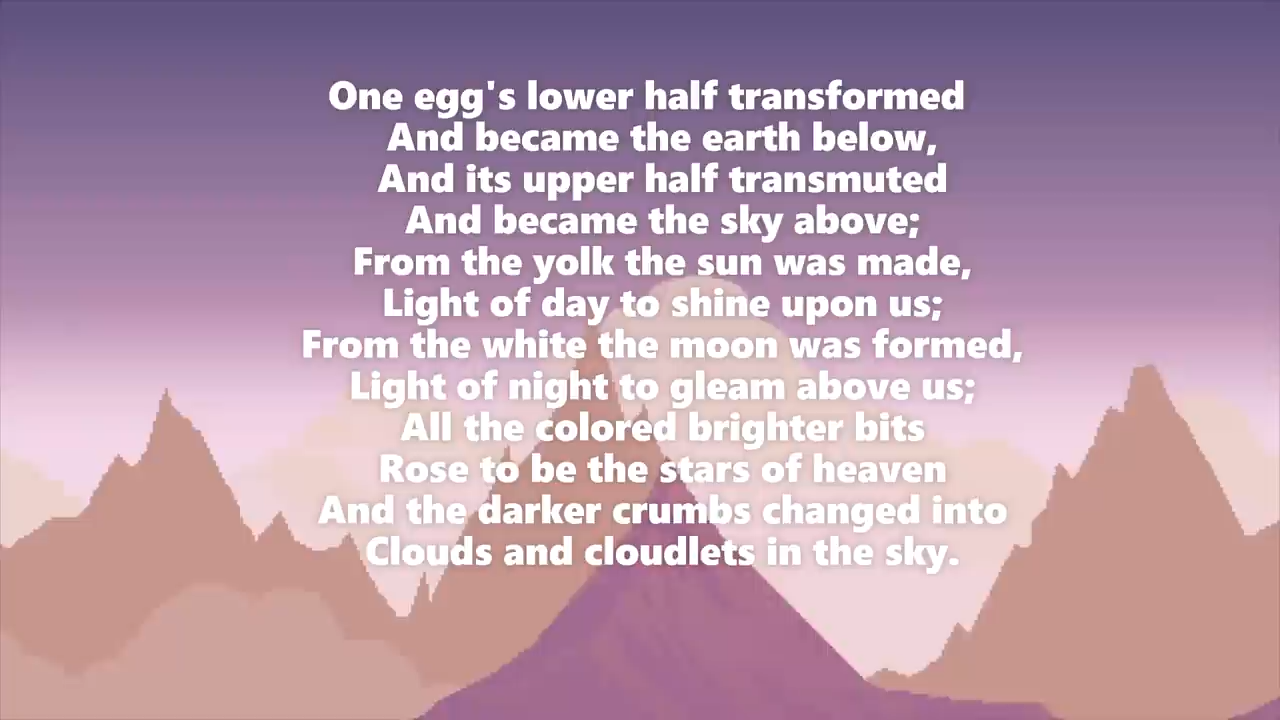 One egg's lower half transformed
And became the earth below,
And its upper half transmuted
And became the sky above;
From the yolk the sun was made,
Light of day to shine upon us;
From the white the moon was formed,
Light of night to gleam above us;
All the colored brighter bits
Rose to be the stars of heaven
And the darker crumbs changed into
Clouds and cloudlets in the sky.